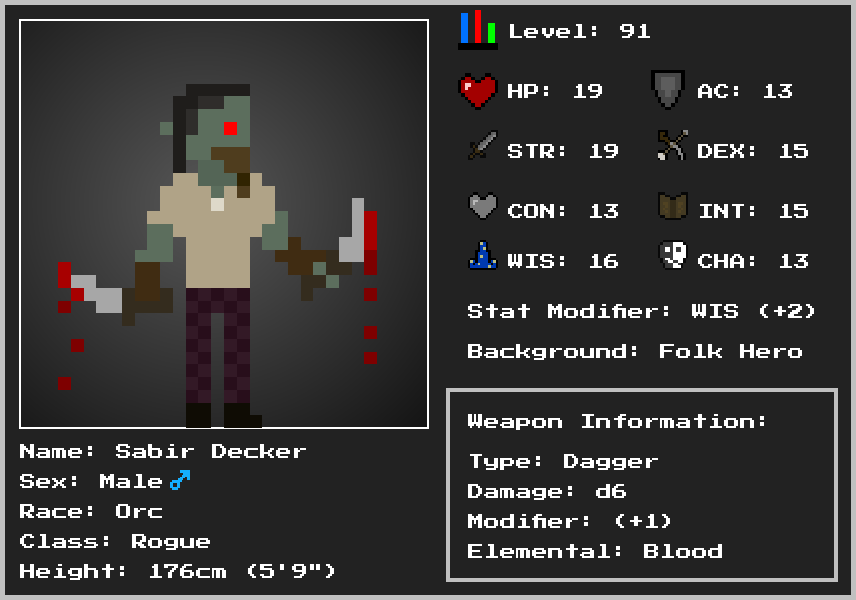 Level: 91
HP: 19 AC: 13
STR: 19 DEX: 15
CON: 13 INT: 15
WIS: 16 CHA: 13
Stat Modifier: WIS (+2)
Background: Folk Hero
Weapon Information:
Type: Dagger
Damage: d6
Modifier: (+1)
Elemental: Blood
Name: Sabir Decker
Sex: Male ♂
Race: Orc
Class: Rogue
Height: 176cm (5'9")